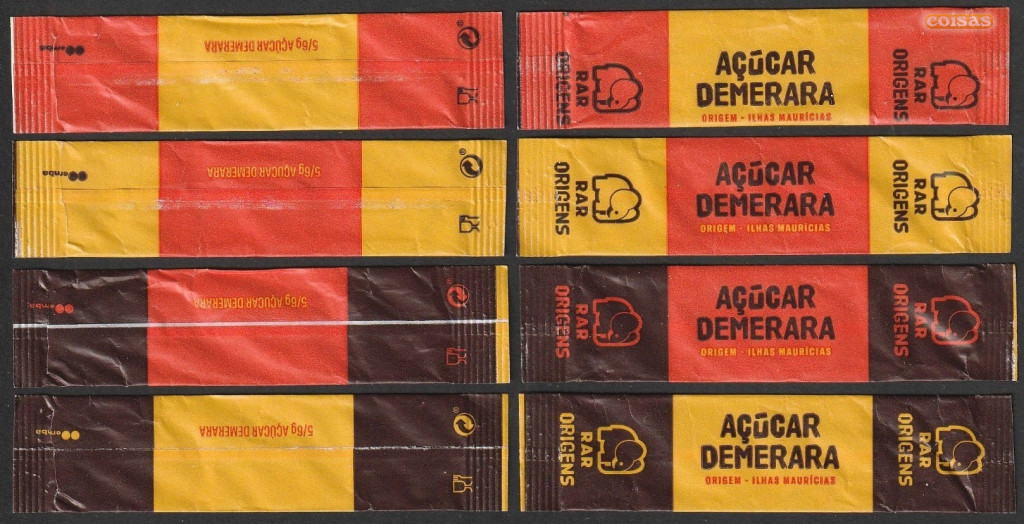 emba
5/6g AÇÚCAR DEMERARA
RAR
ORIGENS
AÇÚCAR
DEMERARA
ORIGEM - ILHAS MAURÍCIAS
RAR
ORIGENS
coisas
emba
5/6g AÇÚCAR DEMERARA
RAR
ORIGENS
AÇÚCAR
DEMERARA
ORIGEM - ILHAS MAURÍCIAS
RAR
ORIGENS
emba
5/6g AÇÚCAR DEMERARA
RAR
ORIGENS
AÇÚCAR
DEMERARA
ORIGEM - ILHAS MAURÍCIAS
RAR
ORIGENS
emba
5/6g AÇÚCAR DEMERARA
RAR
ORIGENS
AÇÚCAR
DEMERARA
ORIGEM - ILHAS MAURÍCIAS
RAR
ORIGENS